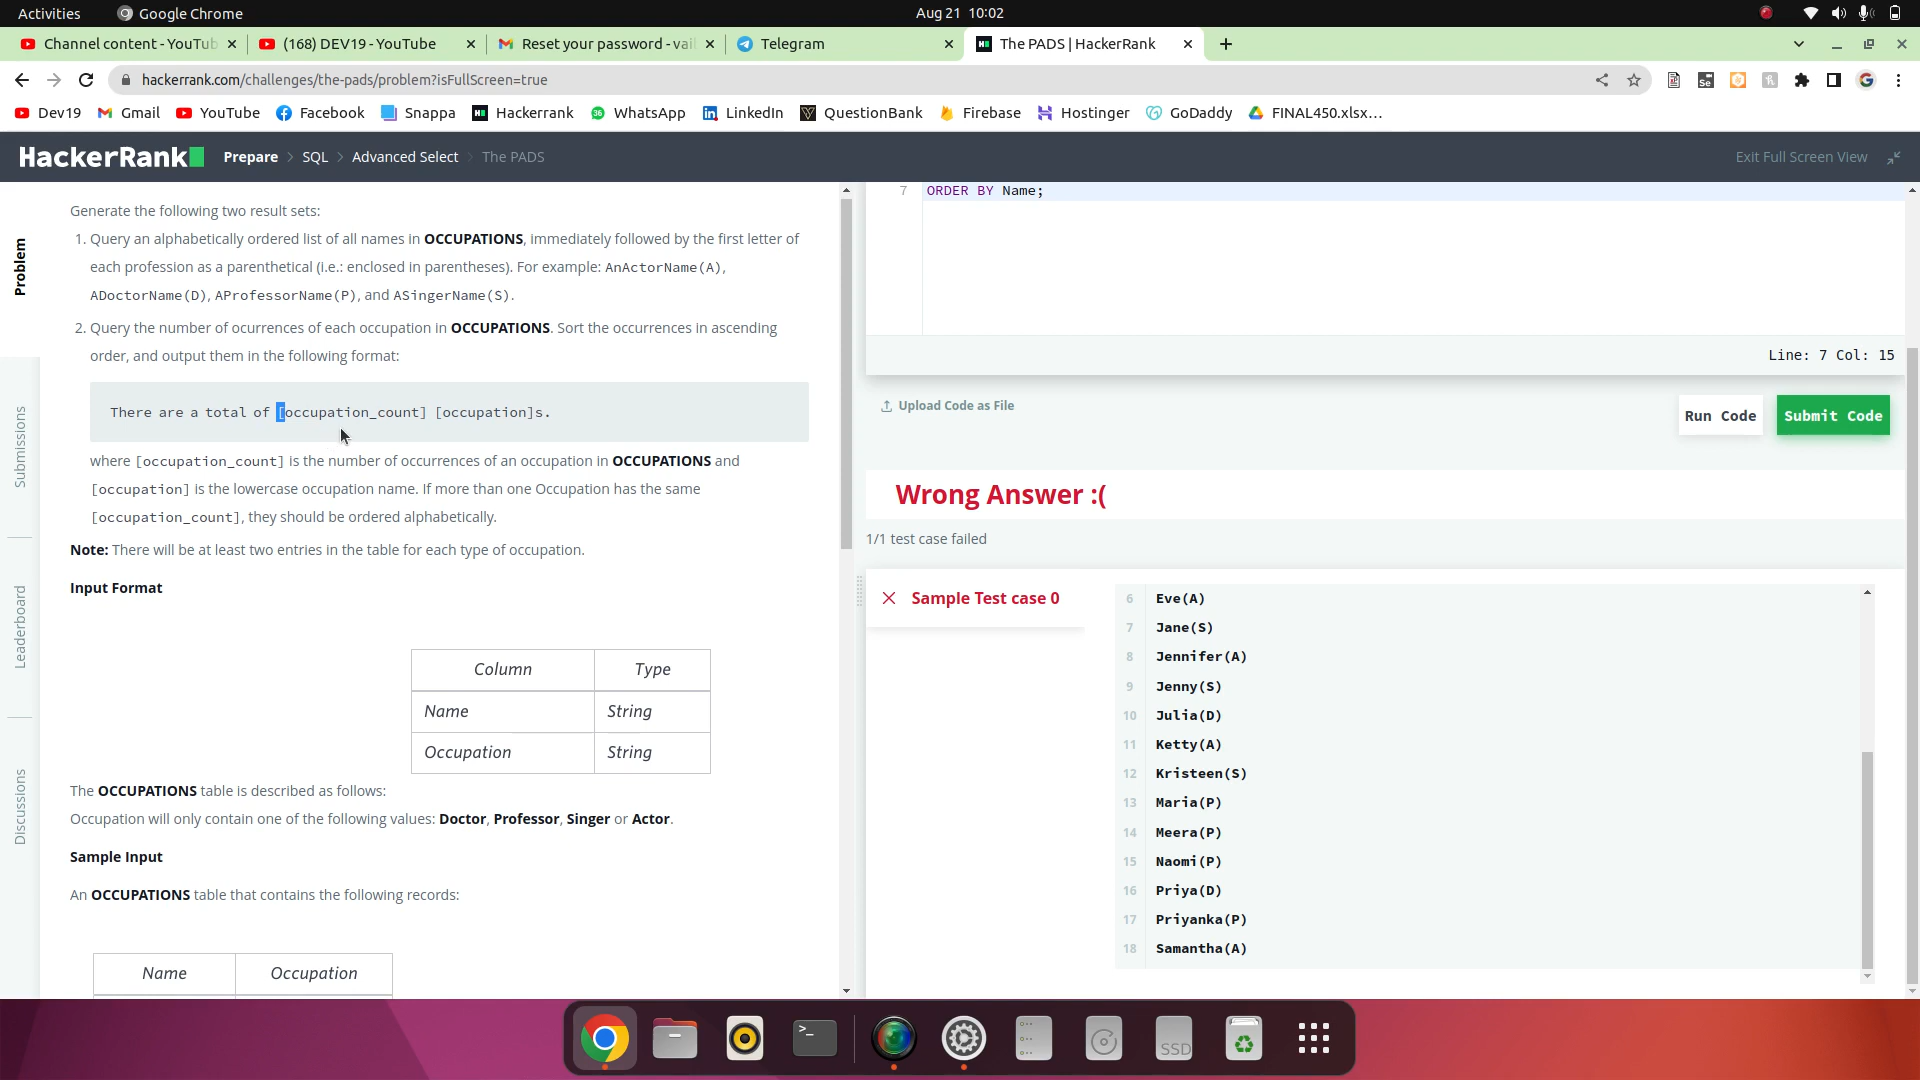 Activities
Google Chrome
Aug 21 10:02
Channel content - YouTub
(168) DEV19 - YouTube
Reset your password - vai
Telegram
The PADS | HackerRank
hackerrank.com/challenges/the-pads/problem?isFullScreen=true
Dev19
Gmail
YouTube
Facebook
Snappa
Hackerrank
WhatsApp
LinkedIn
QuestionBank
Firebase
Hostinger
GoDaddy
FINAL450.xlsx...
HackerRank
Prepare > SQL > Advanced Select > The PADS
Exit Full Screen View
Problem
Submissions
Leaderboard
Discussions
Generate the following two result sets:
1. Query an alphabetically ordered list of all names in OCCUPATIONS, immediately followed by the first letter of
each profession as a parenthetical (i.e.: enclosed in parentheses). For example: AnActorName(A),
ADoctorName(D), AProfessorName(P), and ASingerName(S).
2. Query the number of ocurrences of each occupation in OCCUPATIONS. Sort the occurrences in ascending
order, and output them in the following format:
There are a total of [occupation_count] [occupation]s.
where [occupation_count] is the number of occurrences of an occupation in OCCUPATIONS and
[occupation] is the lowercase occupation name. If more than one Occupation has the same
[occupation_count], they should be ordered alphabetically.
Note: There will be at least two entries in the table for each type of occupation.
Input Format
Column Type
Name String
Occupation String
The OCCUPATIONS table is described as follows:
Occupation will only contain one of the following values: Doctor, Professor, Singer or Actor.
Sample Input
An OCCUPATIONS table that contains the following records:
Name Occupation
7 ORDER BY Name;
Line: 7 Col: 15
Upload Code as File
Run Code
Submit Code
Wrong Answer :(
1/1 test case failed
Sample Test case 0
6 Eve(A)
7 Jane(S)
8 Jennifer(A)
9 Jenny(S)
10 Julia(D)
11 Ketty(A)
12 Kristeen(S)
13 Maria(P)
14 Meera(P)
15 Naomi(P)
16 Priya(D)
17 Priyanka(P)
18 Samantha(A)
SSD